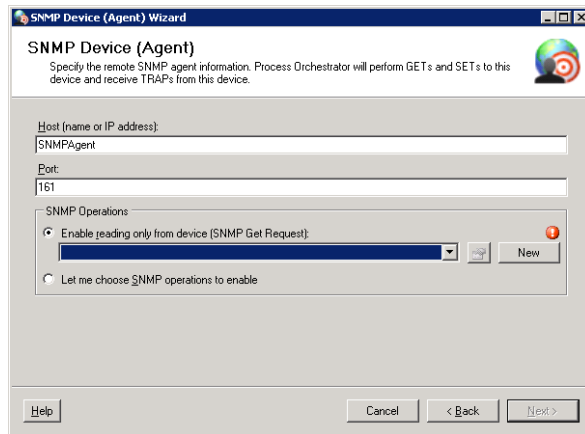 SNMP Device (Agent) Wizard
SNMP Device (Agent)
Specify the remote SNMP agent information. Process Orchestrator will perform GETs and SETs to this
device and receive TRAPs from this device.
Host (name or IP address):
SNMPAgent
Port:
161
SNMP Operations
Enable reading only from device (SNMP Get Request):
New
Let me choose SNMP operations to enable
Help
Cancel
< Back
Next >